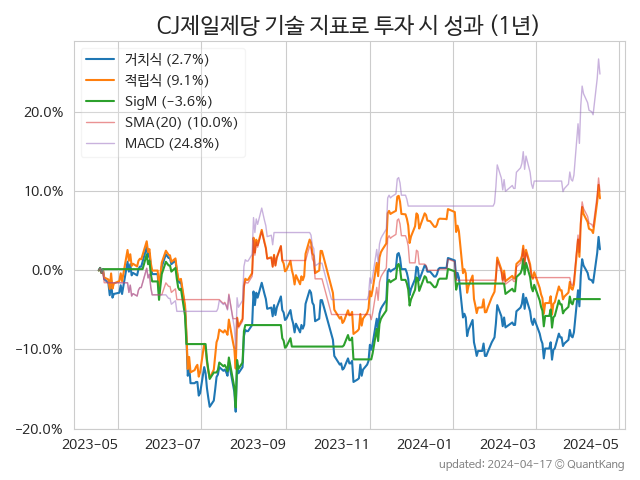 CJ제일제당 기술 지표로 투자 시 성과 (1년)
거치식 (2.7%)
적립식 (9.1%)
SigM (−3.6%)
SMA(20) (10.0%)
MACD (24.8%)
20.0%
10.0%
0.0%
−10.0%
−20.0%
2023-05 2023-07 2023-09 2023-11 2024-01 2024-03 2024-05
updated: 2024-04-17 © QuantKang